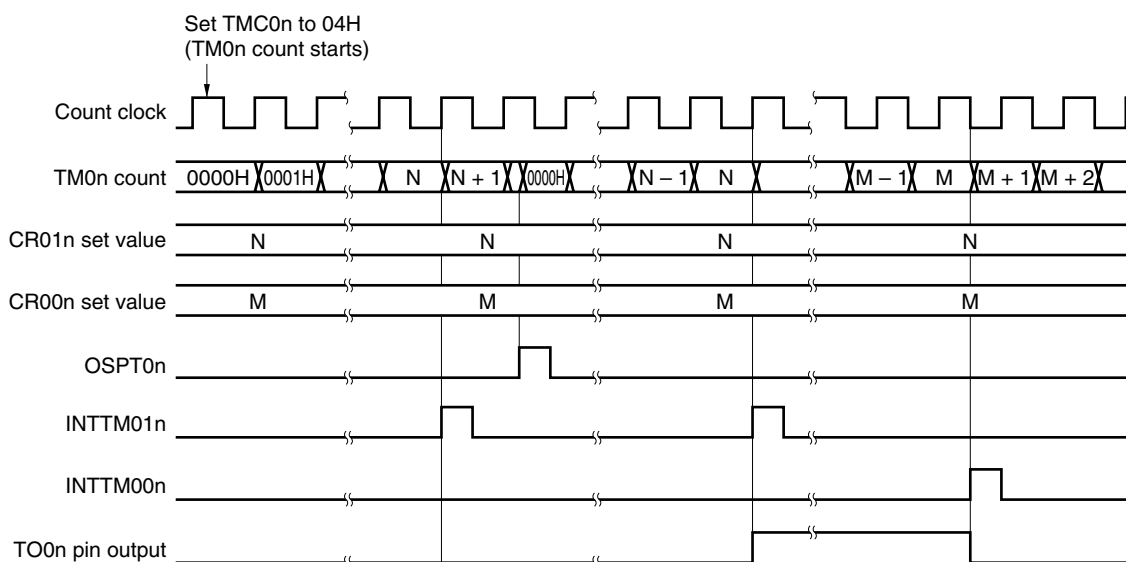 Set TMC0n to 04H
(TM0n count starts)
Count clock
TM0n count 0000H 0001H N N + 1 0000H N – 1 N M – 1 M M + 1 M + 2
CR01n set value N N N N
CR00n set value M M M M
OSPT0n
INTTM01n
INTTM00n
TO0n pin output